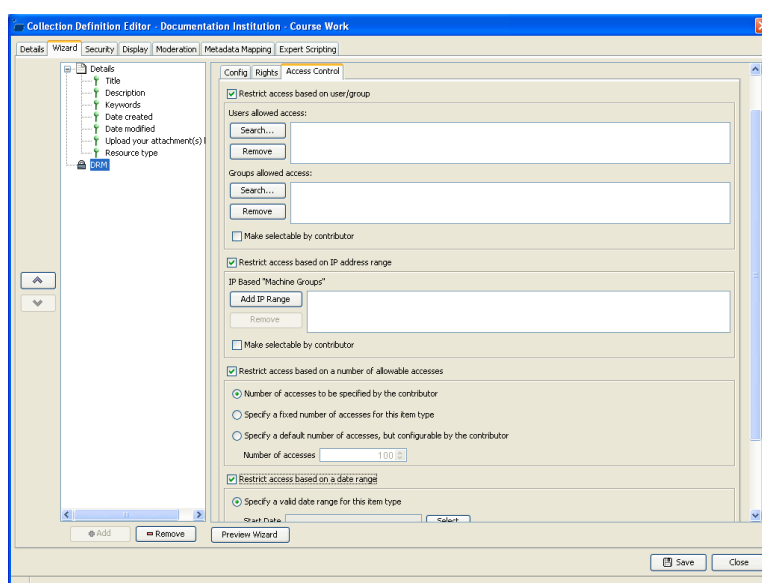 Collection Definition Editor - Documentation Institution - Course Work
Details Wizard Security Display Moderation Metadata Mapping Expert Scripting
Details
Title
Description
Keywords
Date created
Date modified
Upload your attachment(s)
Resource type
DRM
Config Rights Access Control
Restrict access based on user/group
Users allowed access:
Search...
Remove
Groups allowed access:
Search...
Remove
Make selectable by contributor
Restrict access based on IP address range
IP Based "Machine Groups"
Add IP Range
Remove
Make selectable by contributor
Restrict access based on a number of allowable accesses
Number of accesses to be specified by the contributor
Specify a fixed number of accesses for this item type
Specify a default number of accesses, but configurable by the contributor
Number of accesses 100
Restrict access based on a date range
Specify a valid date range for this item type
Start Date Select
Add Remove Preview Wizard
Save Close